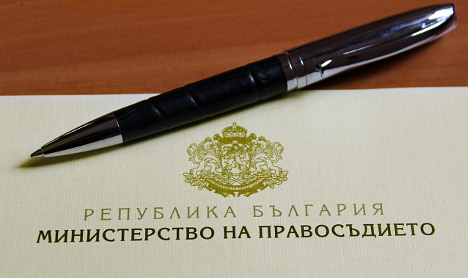 РЕПУБЛИКА БЪЛГАРИЯ
МИНИСТЕРСТВО НА ПРАВОСЪДИЕТО